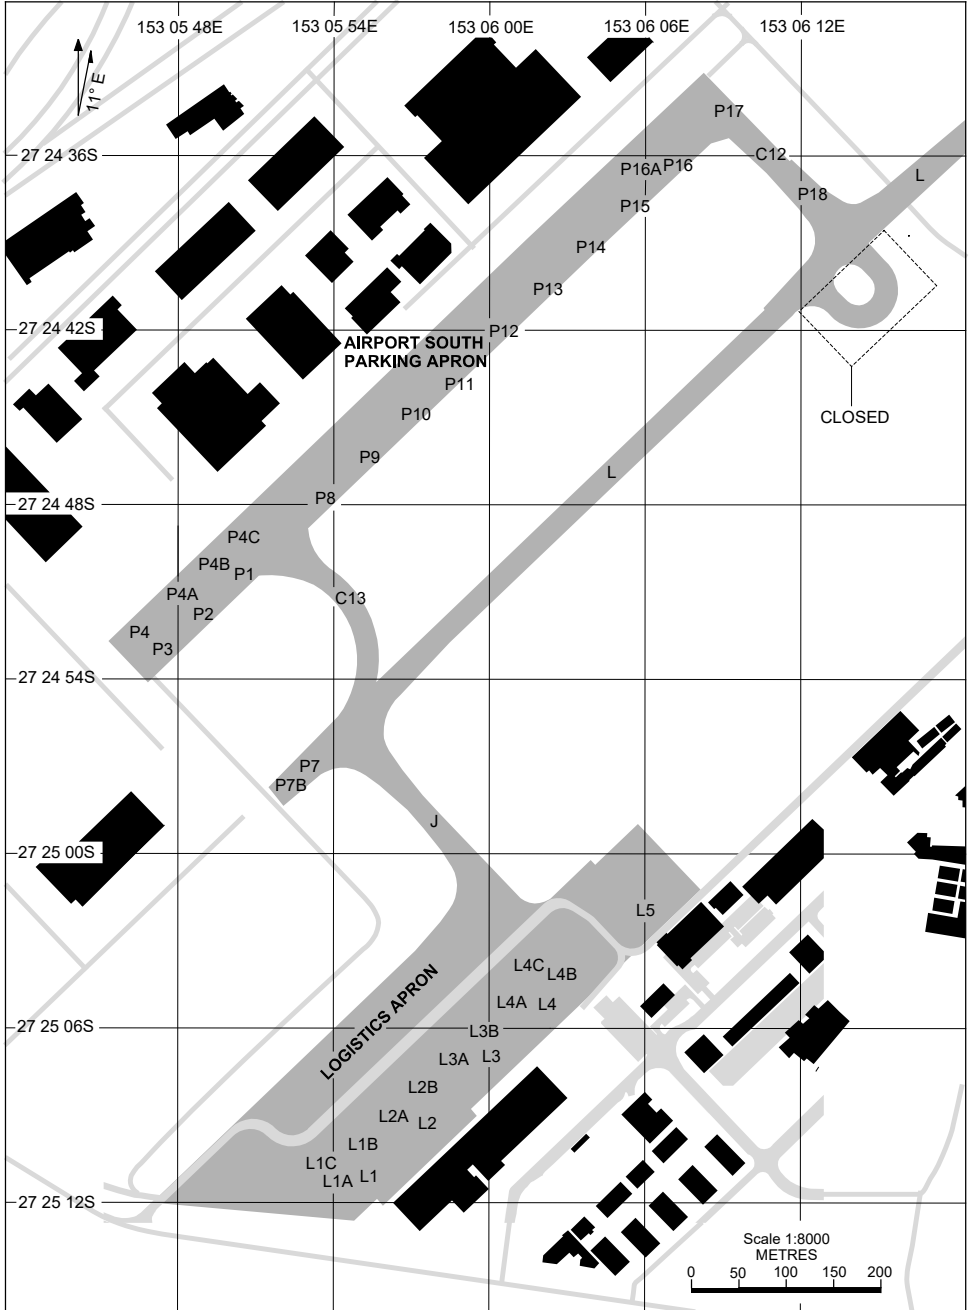 153 05 48E
153 05 54E
153 06 00E
153 06 06E
153 06 12E
11° E
P17
27 24 36S
C12
P16A
P16
L
P18
P15
P14
P13
27 24 42S
P12
AIRPORT SOUTH
PARKING APRON
P11
P10
CLOSED
P9
L
P8
27 24 48S
P4C
P4B
P1
P4A
C13
P2
P4
P3
27 24 54S
P7
P7B
J
27 25 00S
L5
L4C
L4B
L4A
L4
LOGISTICS APRON
27 25 06S
L3B
L3A
L3
L2B
L2A
L2
L1B
L1C
L1A
L1
27 25 12S
Scale 1:8000
METRES
0 50 100 150 200